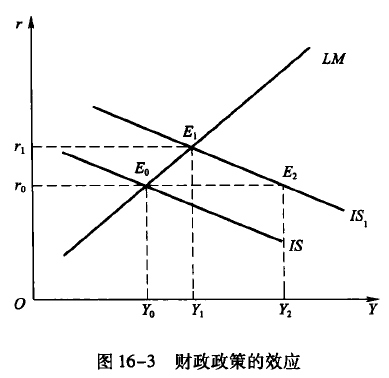 r
LM
r₁
E₁
r₀
E₀
E₂
IS₁
IS
O
Y₀
Y₁
Y₂
Y
图 16-3 财政政策的效应